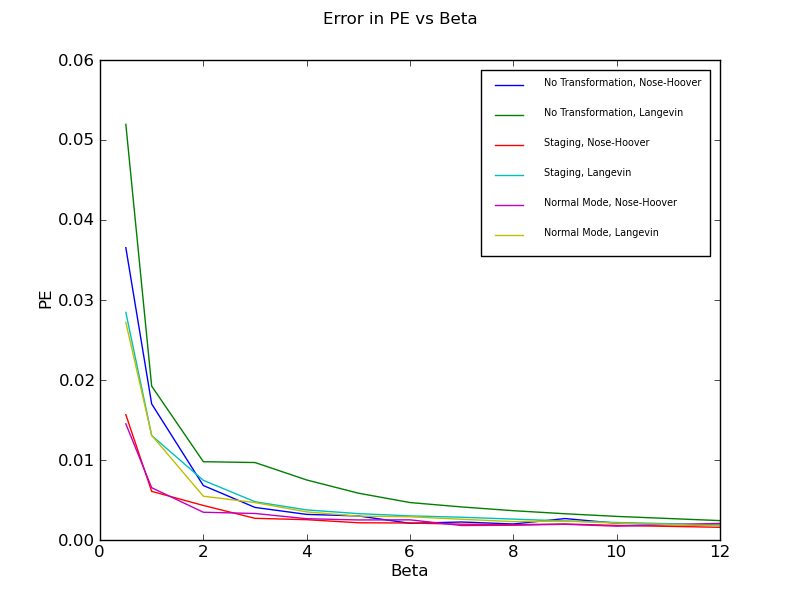 Error in PE vs Beta
0.06
0.05
0.04
0.03
0.02
0.01
0.00
PE
No Transformation, Nose-Hoover
No Transformation, Langevin
Staging, Nose-Hoover
Staging, Langevin
Normal Mode, Nose-Hoover
Normal Mode, Langevin
0 2 4 6 8 10 12
Beta